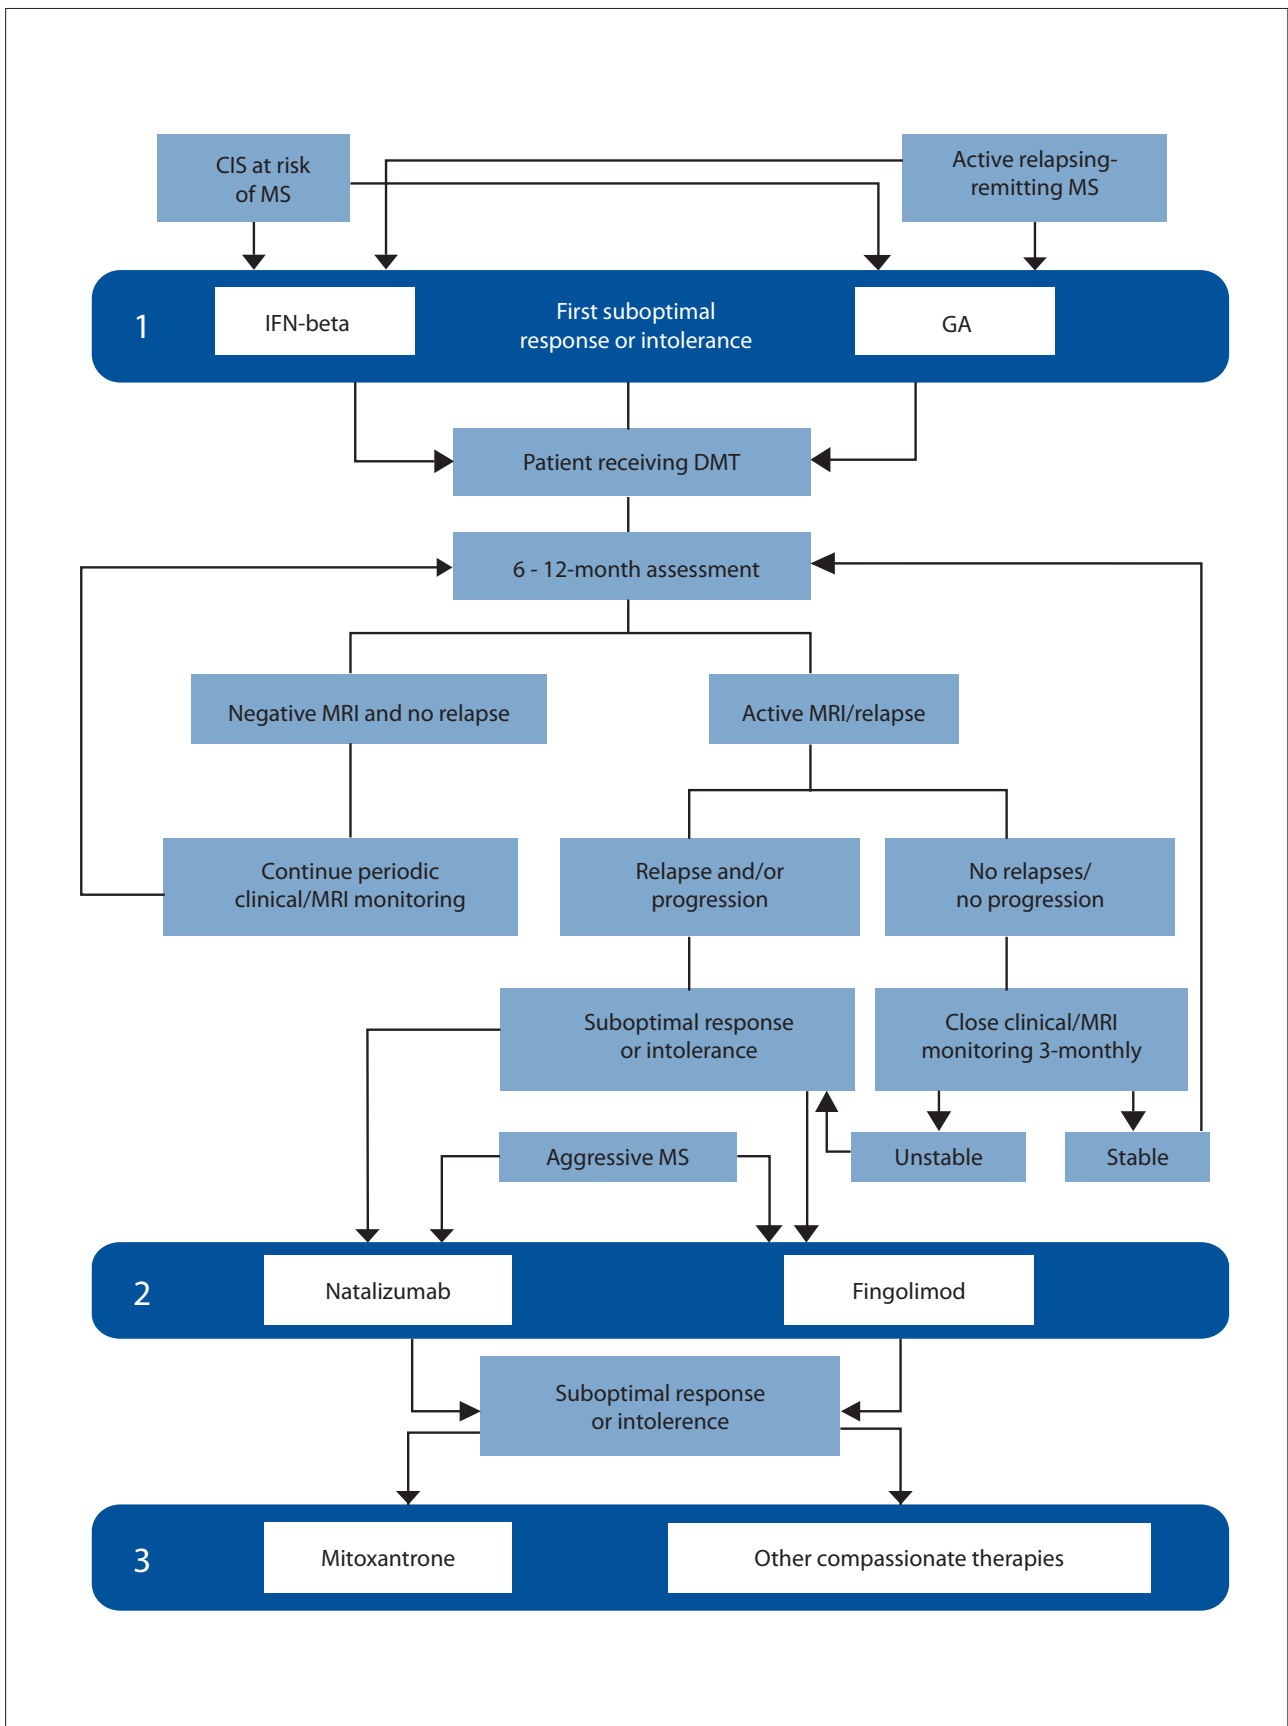 CIS at risk
of MS
Active relapsing-
remitting MS
1
IFN-beta
First suboptimal
response or intolerance
GA
Patient receiving DMT
6 - 12-month assessment
Negative MRI and no relapse
Active MRI/relapse
Continue periodic
clinical/MRI monitoring
Relapse and/or
progression
No relapses/
no progression
Suboptimal response
or intolerance
Close clinical/MRI
monitoring 3-monthly
Aggressive MS
Unstable
Stable
2
Natalizumab
Fingolimod
Suboptimal response
or intolerence
3
Mitoxantrone
Other compassionate therapies